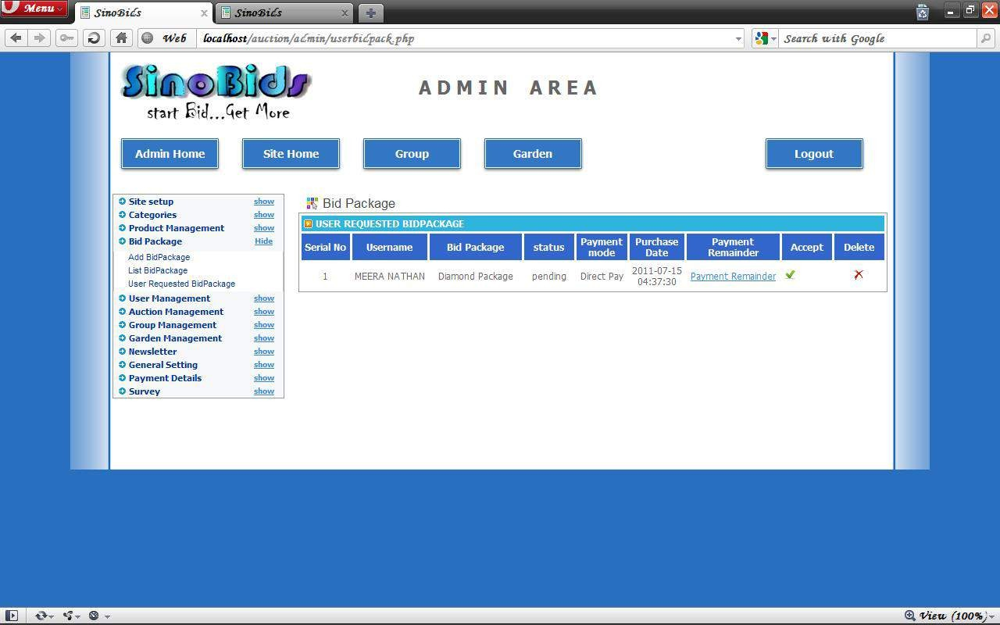 Menu
SinoBids
SinoBids
Web
localhost/auction/admin/userbidpack.php
Search with Google
SinoBids
start Bid...Get More
ADMIN AREA
Admin Home
Site Home
Group
Garden
Logout
Site setup show
Categories show
Product Management show
Bid Package Hide
Add BidPackage
List BidPackage
User Requested BidPackage
User Management show
Auction Management show
Group Management show
Garden Management show
Newsletter show
General Setting show
Payment Details show
Survey show
Bid Package
USER REQUESTED BIDPACKAGE
Serial No Username Bid Package status Payment mode Purchase Date Payment Remainder Accept Delete
1 MEERA NATHAN Diamond Package pending Direct Pay 2011-07-15 04:37:30 Payment Remainder
View (100%)